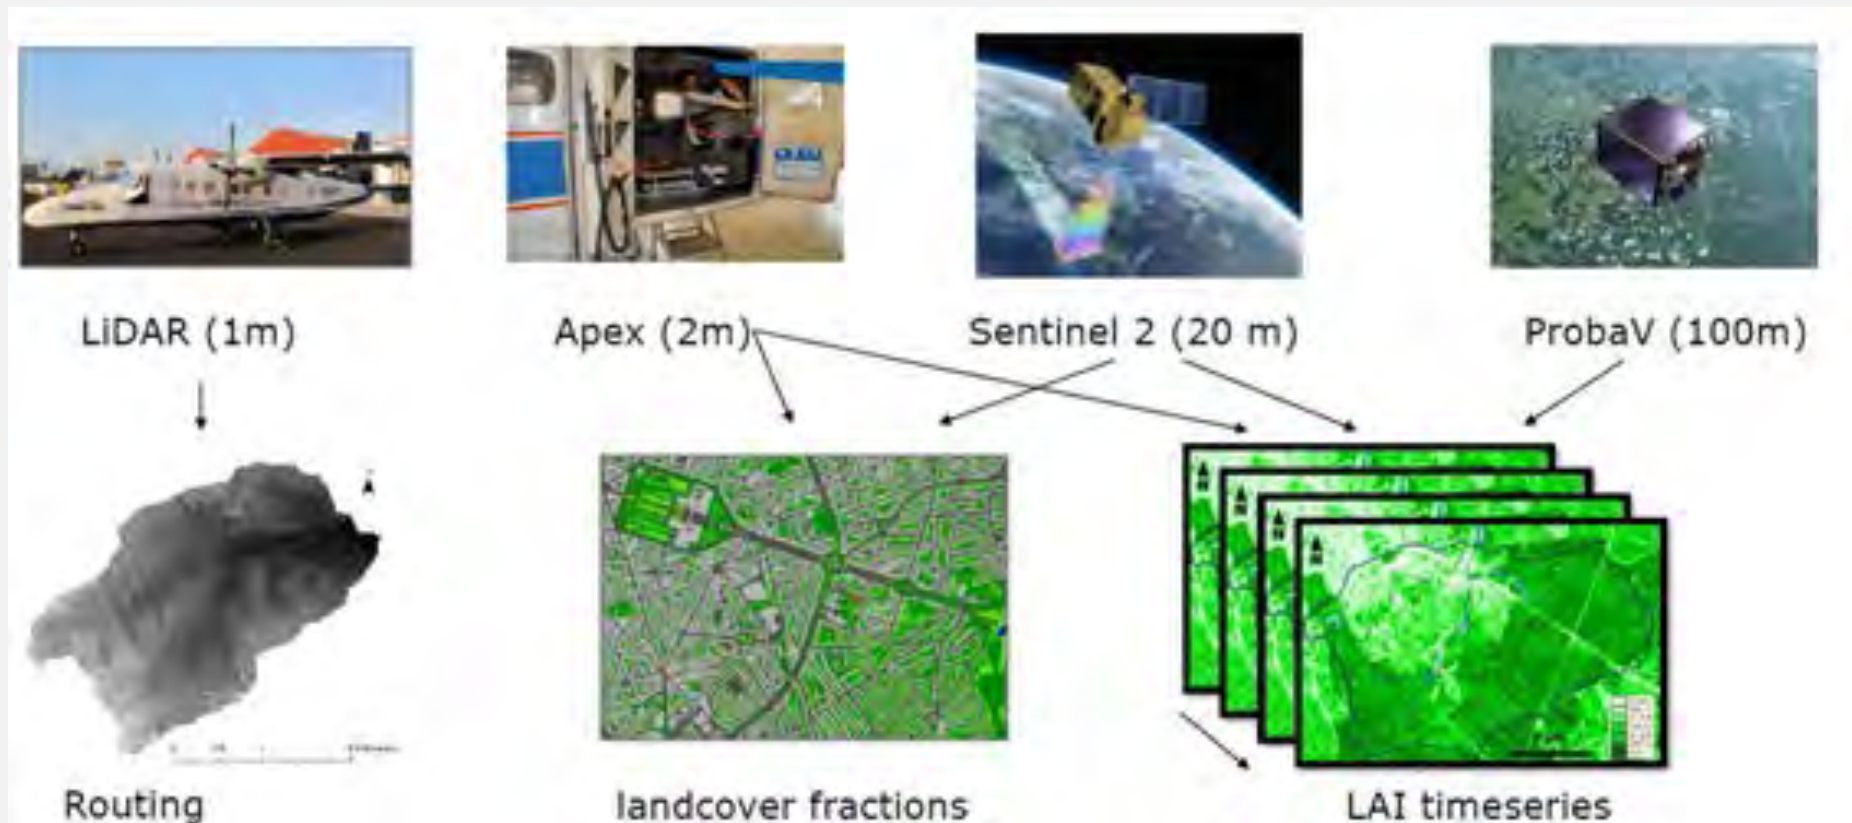 LiDAR (1m)
Apex (2m)
Sentinel 2 (20 m)
ProbaV (100m)
Routing
landcover fractions
LAI timeseries